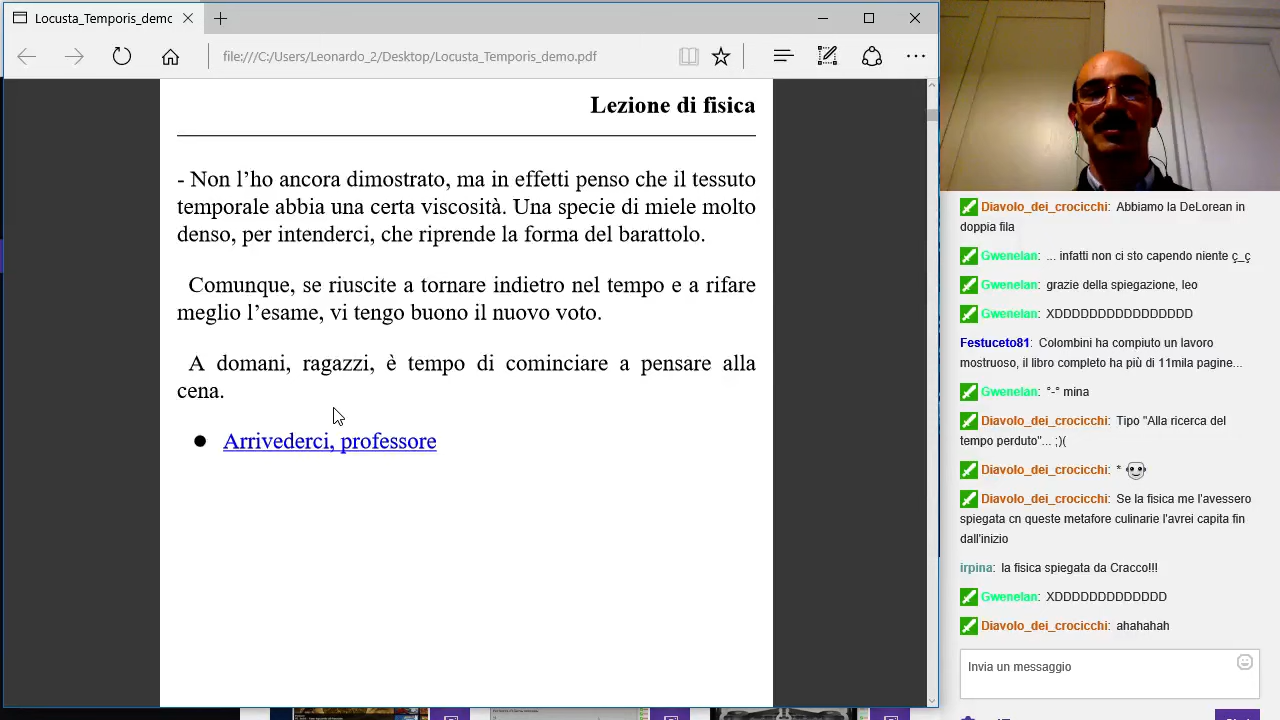 Locusta_Temporis_demo
file:///C:/Users/Leonardo_2/Desktop/Locusta_Temporis_demo.pdf
Lezione di fisica
- Non l’ho ancora dimostrato, ma in effetti penso che il tessuto
temporale abbia una certa viscosità. Una specie di miele molto
denso, per intenderci, che riprende la forma del barattolo.
Comunque, se riuscite a tornare indietro nel tempo e a rifare
meglio l’esame, vi tengo buono il nuovo voto.
A domani, ragazzi, è tempo di cominciare a pensare alla
cena.
Arrivederci, professore
Diavolo_dei_crocicchi: Abbiamo la DeLorean in
doppia fila
Gwenelan: ... infatti non ci sto capendo niente ç_ç
Gwenelan: grazie della spiegazione, leo
Gwenelan: XDDDDDDDDDDDDDDDD
Festuceto81: Colombini ha compiuto un lavoro
mostruoso, il libro completo ha più di 11mila pagine...
Gwenelan: °-° mina
Diavolo_dei_crocicchi: Tipo "Alla ricerca del
tempo perduto"... ;)(
Diavolo_dei_crocicchi: *
Diavolo_dei_crocicchi: Se la fisica me l'avessero
spiegata cn queste metafore culinarie l'avrei capita fin
dall'inizio
irpina: la fisica spiegata da Cracco!!!
Gwenelan: XDDDDDDDDDDDDD
Diavolo_dei_crocicchi: ahahahah
Invia un messaggio